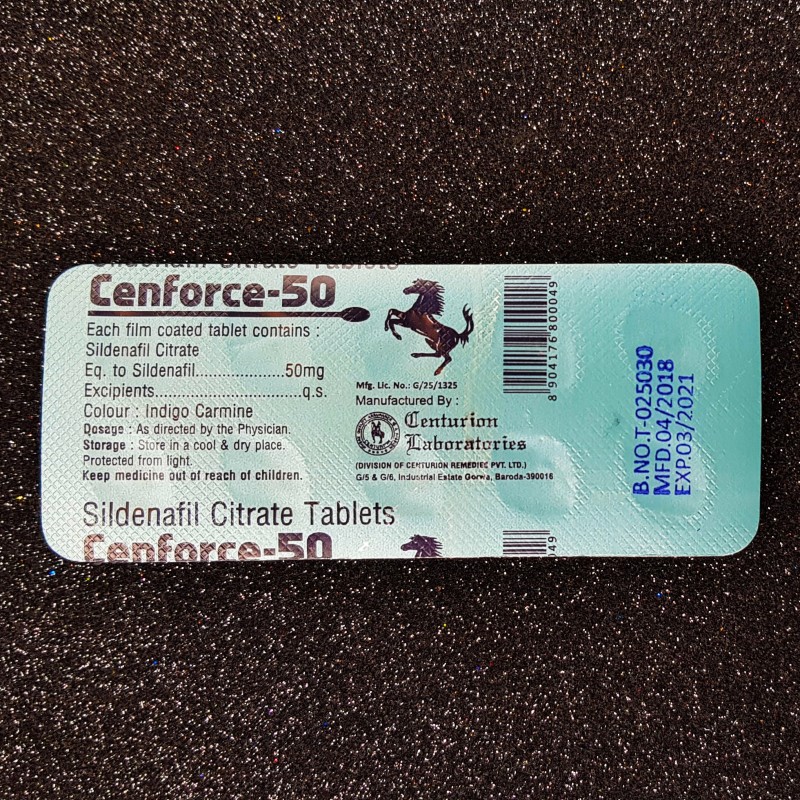 Sildenafil Citrate Tablets
Cenforce-50
Each film coated tablet contains :
Sildenafil Citrate
Eq. to Sildenafil....................50mg
Excipients.................................q.s.
Colour : Indigo Carmine
Dosage : As directed by the Physician.
Storage : Store in a cool & dry place.
Protected from light.
Keep medicine out of reach of children.
Mfg. Lic. No.: G/25/1325
Manufactured By :
Centurion
Laboratories
(DIVISION OF CENTURION REMEDIES PVT. LTD.)
G/5 & G/6, Industrial Estate Gorwa, Baroda-390016
8 904176 800049
B.NO.T-025030
MFD.04/2018
EXP.03/2021
Sildenafil Citrate Tablets
Cenforce-50
049